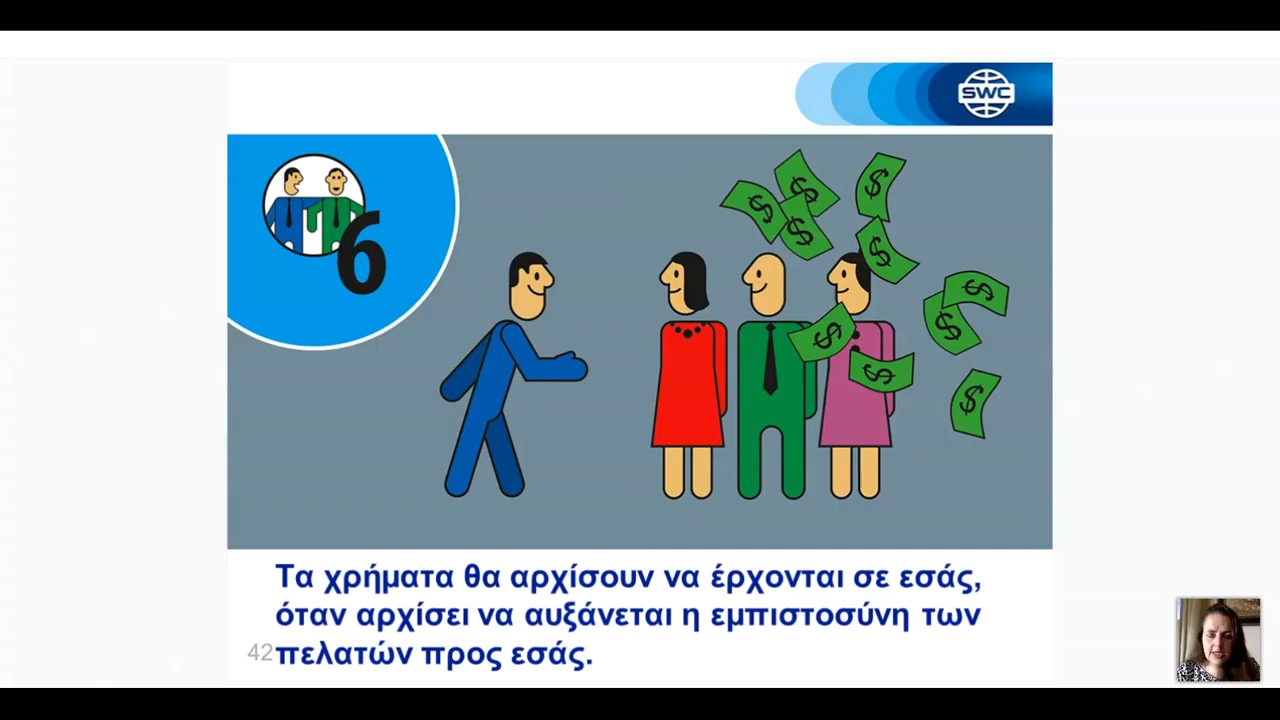 SWC
6
$ $ $ $ $ $ $ $ $ $
Τα χρήματα θα αρχίσουν να έρχονται σε εσάς,
όταν αρχίσει να αυξάνεται η εμπιστοσύνη των
42 πελατών προς εσάς.